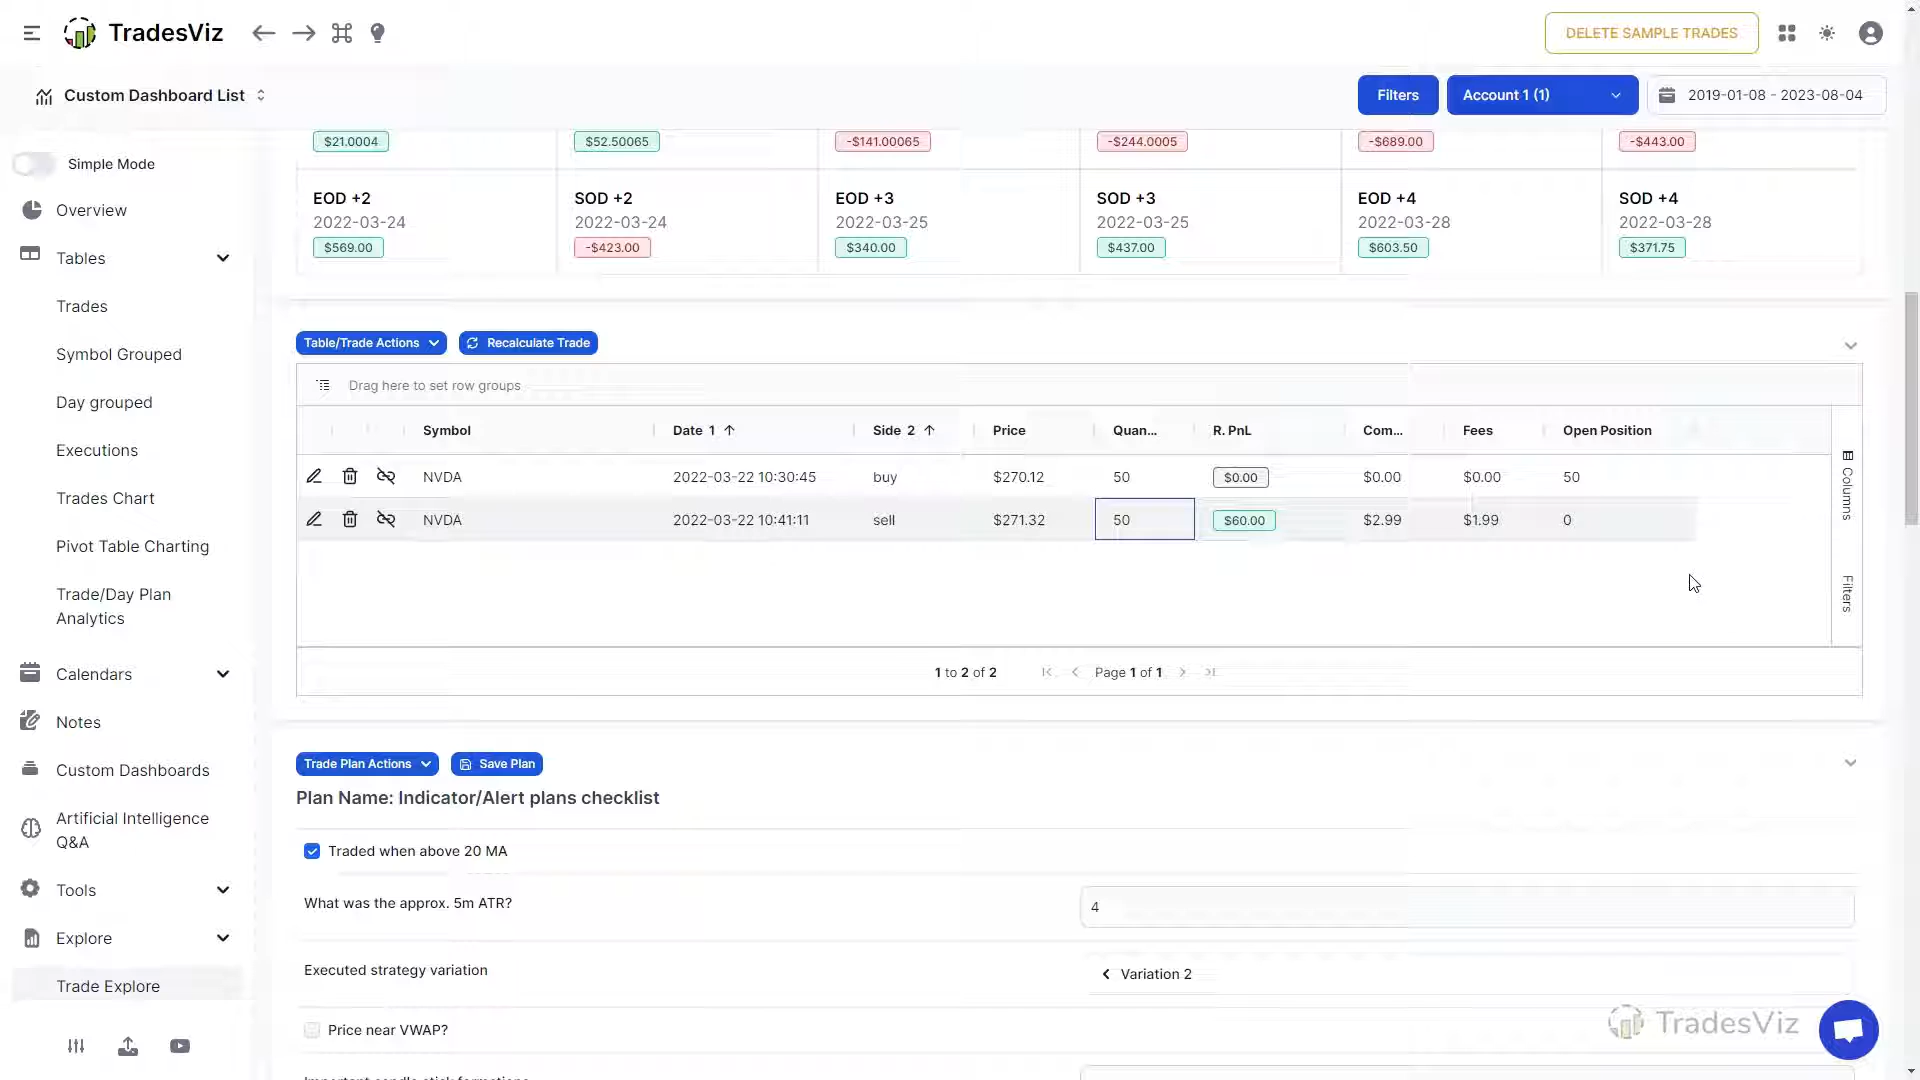 TradesViz
DELETE SAMPLE TRADES
Custom Dashboard List
Filters
Account 1 (1)
2019-01-08 - 2023-08-04
Simple Mode
Overview
Tables
Trades
Symbol Grouped
Day grouped
Executions
Trades Chart
Pivot Table Charting
Trade/Day Plan
Analytics
Calendars
Notes
Custom Dashboards
Artificial Intelligence
Q&A
Tools
Explore
Trade Explore
$21.0004 $52.50065 -$141.00065 -$244.0005 -$689.00 -$443.00
EOD +2 SOD +2 EOD +3 SOD +3 EOD +4 SOD +4
2022-03-24 2022-03-24 2022-03-25 2022-03-25 2022-03-28 2022-03-28
$569.00 -$423.00 $340.00 $437.00 $603.50 $371.75
Table/Trade Actions Recalculate Trade
Drag here to set row groups
Symbol Date 1 Side 2 Price Quan... R. PnL Com... Fees Open Position
NVDA 2022-03-22 10:30:45 buy $270.12 50 $0.00 $0.00 $0.00 50
NVDA 2022-03-22 10:41:11 sell $271.32 50 $60.00 $2.99 $1.99 0
Columns
Filters
1 to 2 of 2 Page 1 of 1
Trade Plan Actions Save Plan
Plan Name: Indicator/Alert plans checklist
Traded when above 20 MA
What was the approx. 5m ATR? 4
Executed strategy variation Variation 2
Price near VWAP?
TradesViz